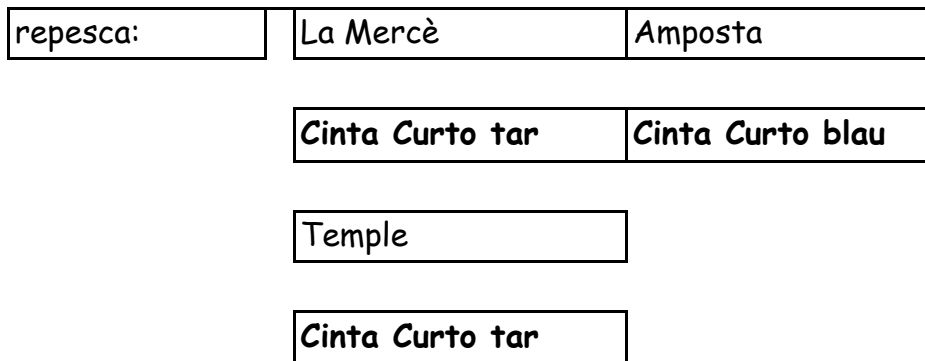 repesca: La Mercè Amposta
Cinta Curto tar Cinta Curto blau
Temple
Cinta Curto tar